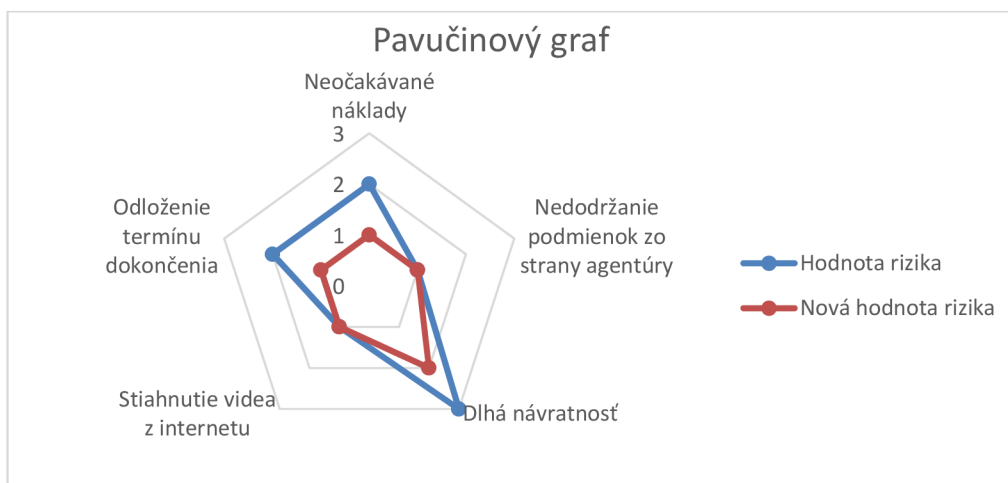 Pavučinový graf
Neočakávané
náklady
3
2
1
0
Nedodržanie
podmienok zo
strany agentúry
Dlhá návratnosť
Stiahnutie videa
z internetu
Odloženie
termínu
dokončenia
Hodnota rizika
Nová hodnota rizika